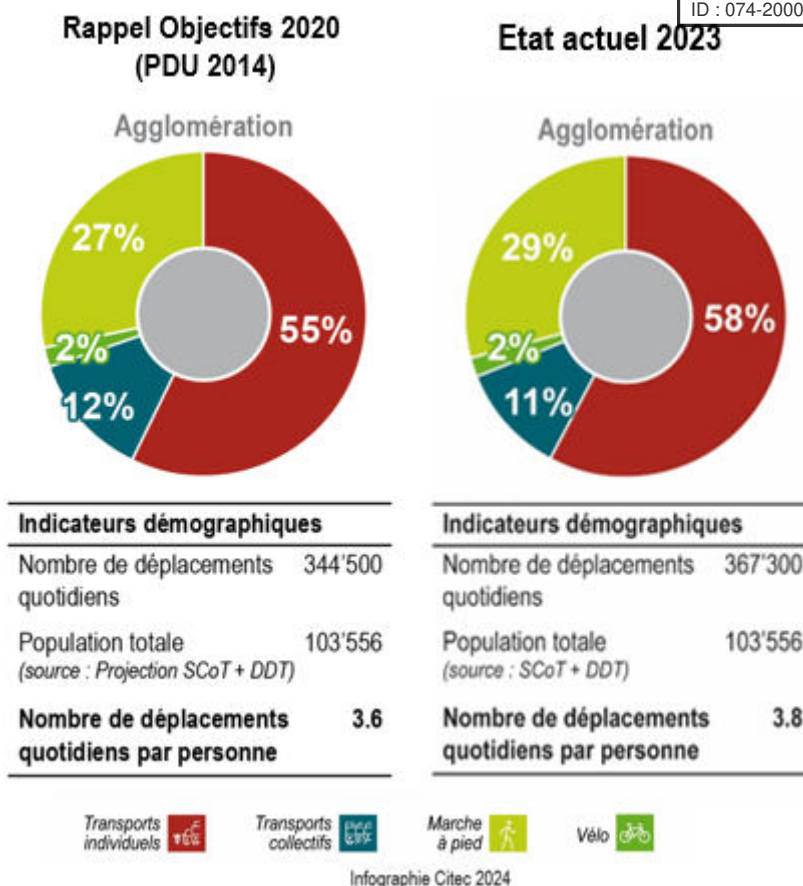 ID : 074-2000
Rappel Objectifs 2020
(PDU 2014)
Agglomération
27%
55%
2%
12%
Indicateurs démographiques
Nombre de déplacements 344'500
quotidiens
Population totale 103'556
(source : Projection SCoT + DDT)
Nombre de déplacements 3.6
quotidiens par personne
Etat actuel 2023
Agglomération
29%
58%
2%
11%
Indicateurs démographiques
Nombre de déplacements 367'300
quotidiens
Population totale 103'556
(source : SCoT + DDT)
Nombre de déplacements 3.8
quotidiens par personne
Transports
individuels
Transports
collectifs
Marche
à pied
Vélo
Infographie Citec 2024